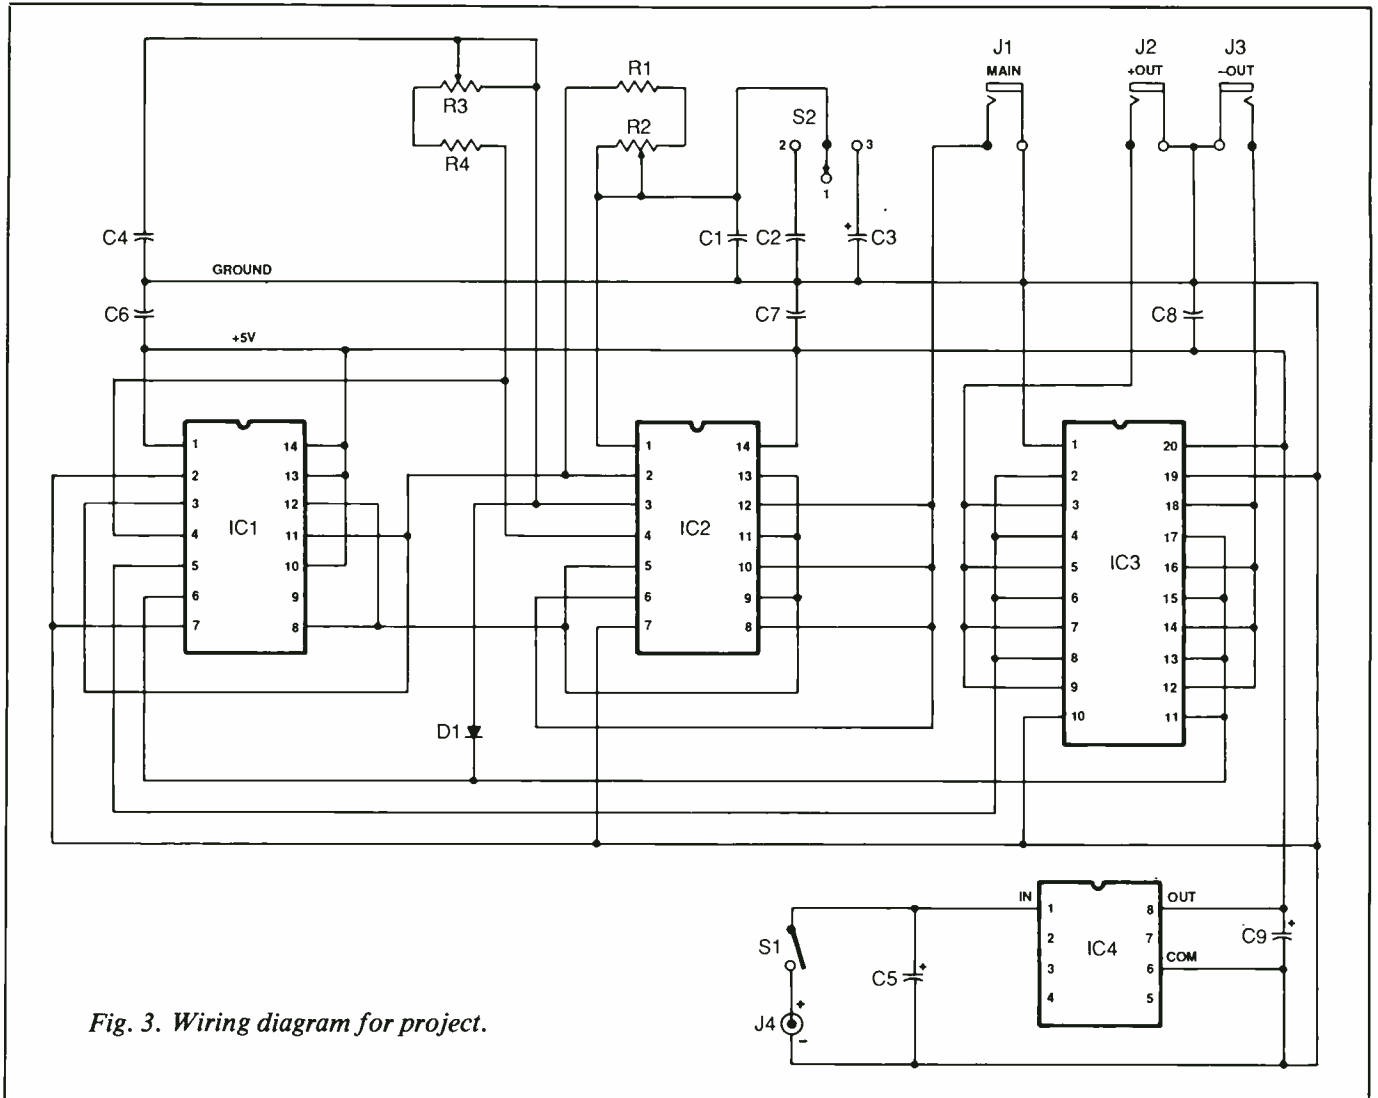 J1
MAIN
J2
+OUT
J3
–OUT
R3
R4
R1
R2
S2
2
3
1
C4
C1
C2
+
C3
GROUND
C6
C7
C8
+5V
IC1
1
2
3
4
5
6
7
14
13
12
11
10
9
8
IC2
1
2
3
4
5
6
7
14
13
12
11
10
9
8
IC3
1
2
3
4
5
6
7
8
9
10
20
19
18
17
16
15
14
13
12
11
D1
IN
OUT
COM
IC4
1
2
3
4
8
7
6
5
C9
+
S1
C5
+
J4
+
–
Fig. 3. Wiring diagram for project.